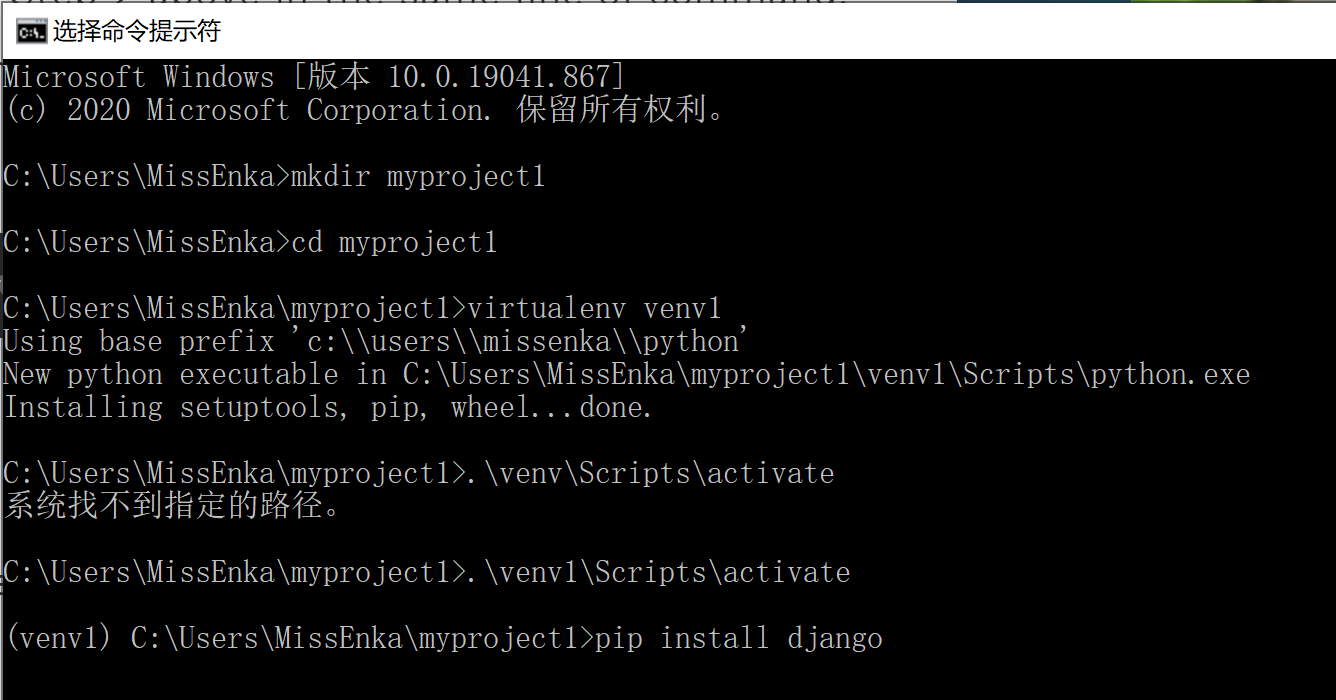 选择命令提示符
Microsoft Windows [版本 10.0.19041.867]
(c) 2020 Microsoft Corporation. 保留所有权利。
C:\Users\MissEnka>mkdir myproject1
C:\Users\MissEnka>cd myproject1
C:\Users\MissEnka\myproject1>virtualenv venv1
Using base prefix 'c:\\users\\missenka\\python'
New python executable in C:\Users\MissEnka\myproject1\venv1\Scripts\python.exe
Installing setuptools, pip, wheel...done.
C:\Users\MissEnka\myproject1>.\venv\Scripts\activate
系统找不到指定的路径。
C:\Users\MissEnka\myproject1>.\venv1\Scripts\activate
(venv1) C:\Users\MissEnka\myproject1>pip install django